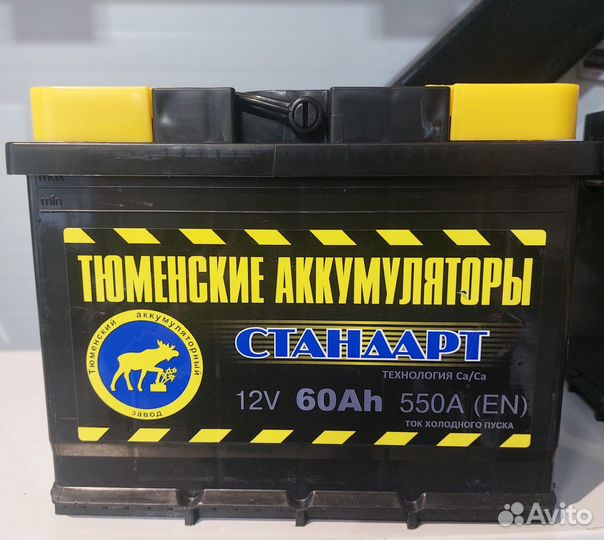 max
min
ТЮМЕНСКИЕ АККУМУЛЯТОРЫ
Тюменский аккумуляторный
завод
СТАНДАРТ
ТЕХНОЛОГИЯ Ca/Ca
12V 60Ah 550A (EN)
ТОК ХОЛОДНОГО ПУСКА
Avito